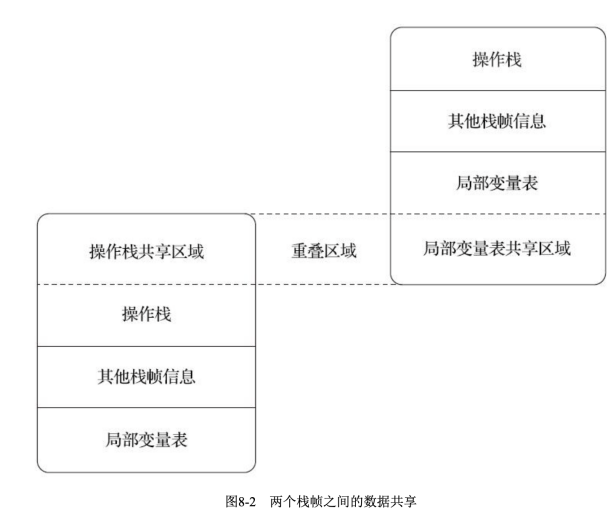 操作栈
其他栈帧信息
局部变量表
操作栈共享区域
重叠区域
局部变量表共享区域
操作栈
其他栈帧信息
局部变量表
图8-2 两个栈帧之间的数据共享